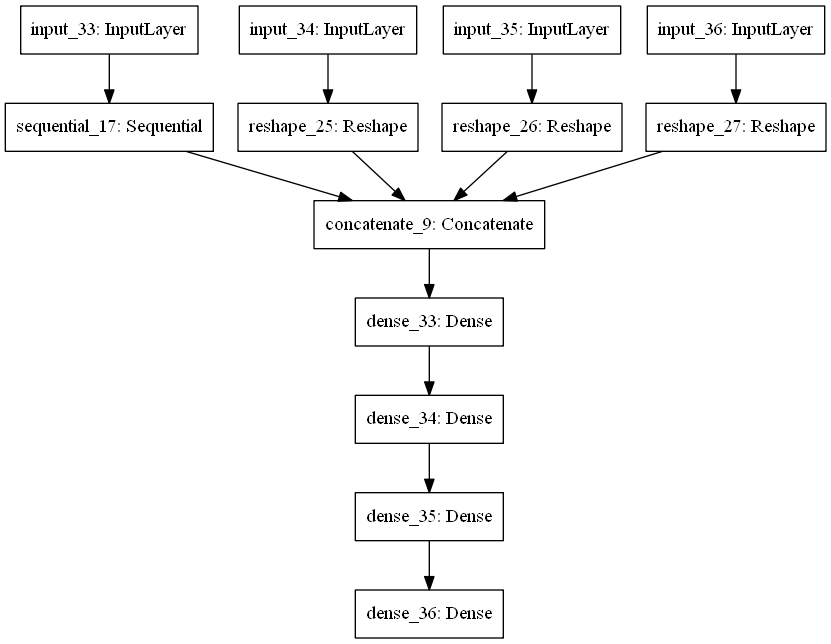 input_33: InputLayer
input_34: InputLayer
input_35: InputLayer
input_36: InputLayer
sequential_17: Sequential
reshape_25: Reshape
reshape_26: Reshape
reshape_27: Reshape
concatenate_9: Concatenate
dense_33: Dense
dense_34: Dense
dense_35: Dense
dense_36: Dense